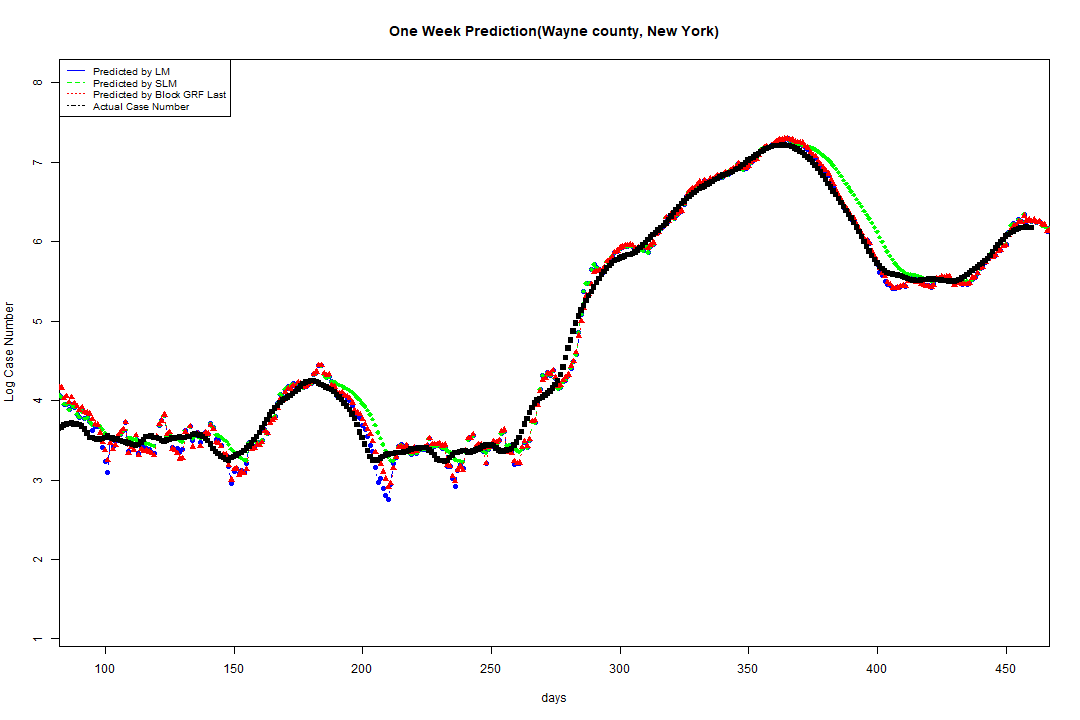 One Week Prediction(Wayne county, New York)
Predicted by LM
Predicted by SLM
Predicted by Block GRF Last
Actual Case Number
Log Case Number
8
7
6
5
4
3
2
1
100 150 200 250 300 350 400 450
days